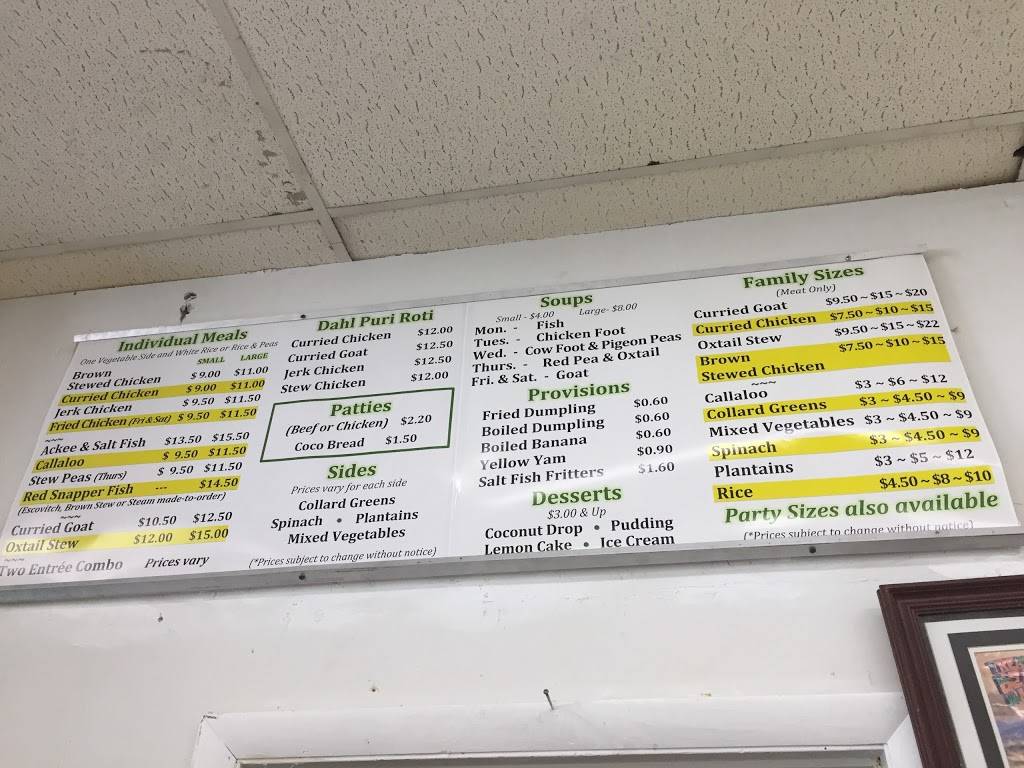 Individual Meals
One Vegetable Side and White Rice or Rice & Peas
SMALL LARGE
Brown
Stewed Chicken $ 9.00 $11.00
Curried Chicken $ 9.00 $11.00
Jerk Chicken $ 9.50 $11.50
Fried Chicken (Fri & Sat) $ 9.50 $11.50
~~~
Ackee & Salt Fish $13.50 $15.50
Callaloo $ 9.50 $11.50
Stew Peas (Thurs) $ 9.50 $11.50
Red Snapper Fish --- $14.50
(Escovitch, Brown Stew or Steam made-to-order)
~~~
Curried Goat $10.50 $12.50
Oxtail Stew $12.00 $15.00
~~~
Two Entrée Combo Prices vary
Dahl Puri Roti
Curried Chicken $12.00
Curried Goat $12.50
Jerk Chicken $12.50
Stew Chicken $12.00
Patties
(Beef or Chicken) $2.20
Coco Bread $1.50
Sides
Prices vary for each side
Collard Greens
Spinach • Plantains
Mixed Vegetables
(*Prices subject to change without notice)
Soups
Small - $4.00 Large- $8.00
Mon. - Fish
Tues. - Chicken Foot
Wed. - Cow Foot & Pigeon Peas
Thurs. - Red Pea & Oxtail
Fri. & Sat. - Goat
Provisions
Fried Dumpling $0.60
Boiled Dumpling $0.60
Boiled Banana $0.60
Yellow Yam $0.90
Salt Fish Fritters $1.60
Desserts
$3.00 & Up
Coconut Drop • Pudding
Lemon Cake • Ice Cream
Family Sizes
(Meat Only)
Curried Goat $9.50 ~ $15 ~ $20
Curried Chicken $7.50 ~ $10 ~ $15
Oxtail Stew $9.50 ~ $15 ~ $22
Brown $7.50 ~ $10 ~ $15
Stewed Chicken
~~~
Callaloo $3 ~ $6 ~ $12
Collard Greens $3 ~ $4.50 ~ $9
Mixed Vegetables $3 ~ $4.50 ~ $9
Spinach $3 ~ $4.50 ~ $9
Plantains $3 ~ $5 ~ $12
Rice $4.50 ~ $8 ~ $10
Party Sizes also available
(*Prices subject to change without notice)